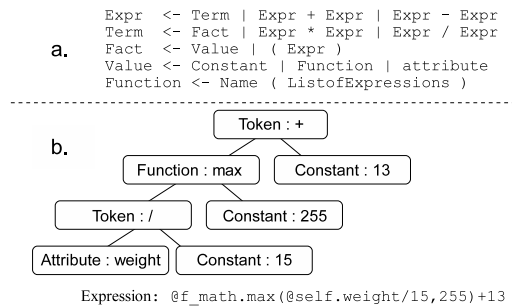 a.
Expr <- Term | Expr + Expr | Expr - Expr
Term <- Fact | Expr * Expr | Expr / Expr
Fact <- Value | ( Expr )
Value <- Constant | Function | attribute
Function <- Name ( ListofExpressions )
b.
Token : +
Function : max
Constant : 13
Token : /
Constant : 255
Attribute : weight
Constant : 15
Expression: @f_math.max(@self.weight/15,255)+13